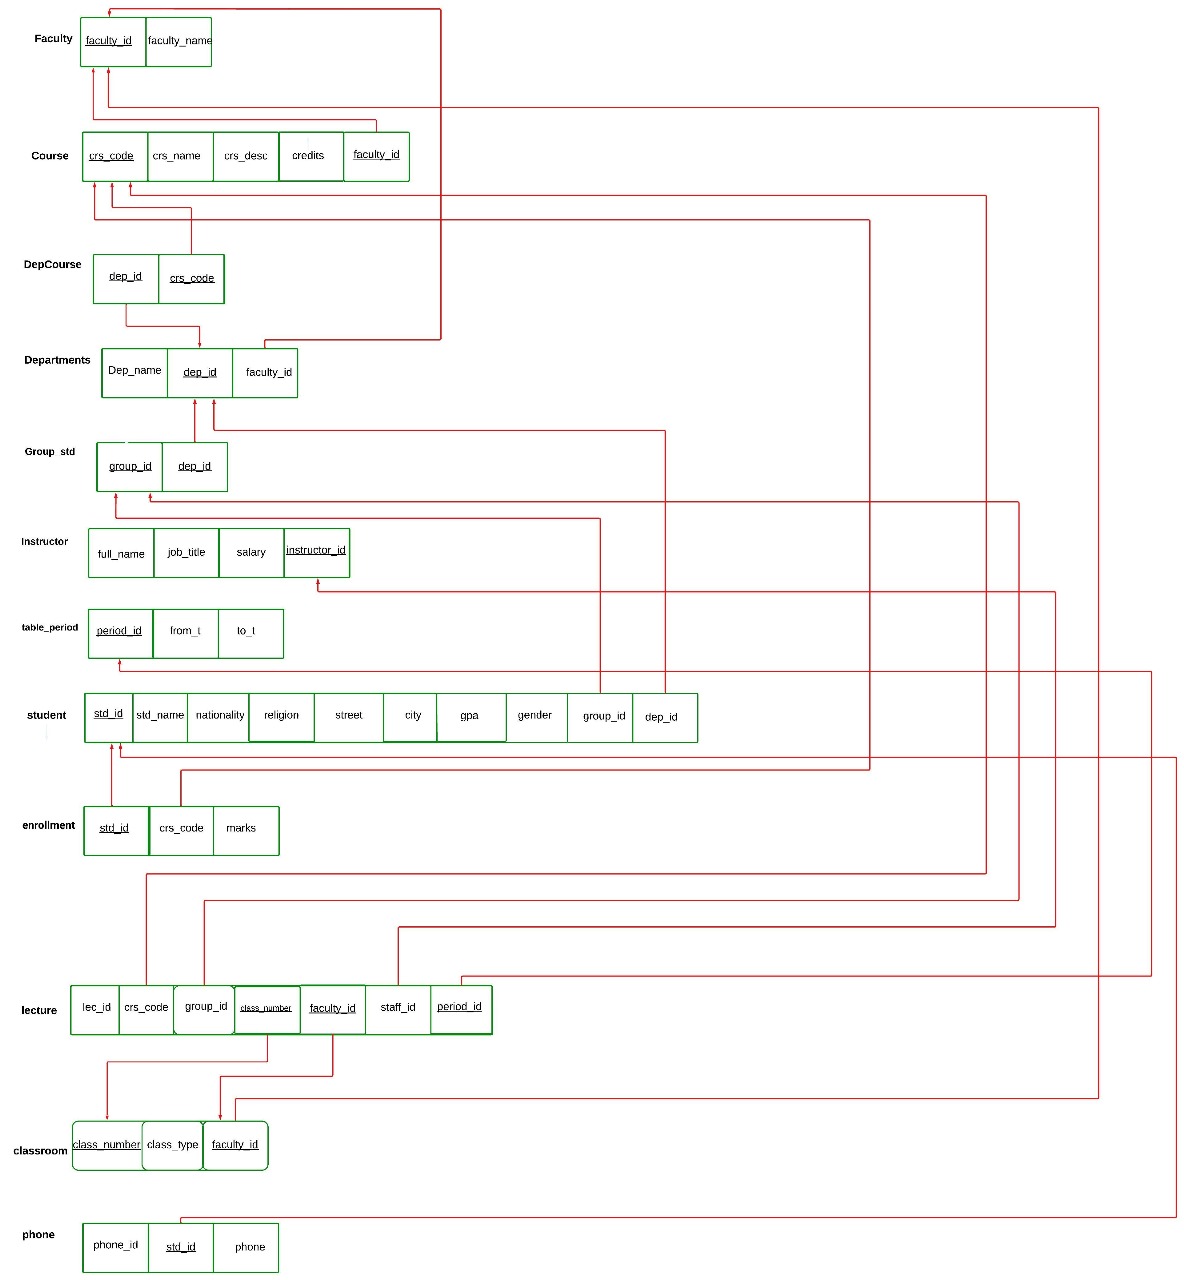 Faculty faculty_id faculty_name
Course crs_code crs_name crs_desc credits faculty_id
DepCourse dep_id crs_code
Departments Dep_name dep_id faculty_id
Group_std group_id dep_id
Instructor full_name job_title salary instructor_id
table_period period_id from_t to_t
student std_id std_name nationality religion street city gpa gender group_id dep_id
enrollment std_id crs_code marks
lecture lec_id crs_code group_id class_number faculty_id staff_id period_id
classroom class_number class_type faculty_id
phone phone_id std_id phone